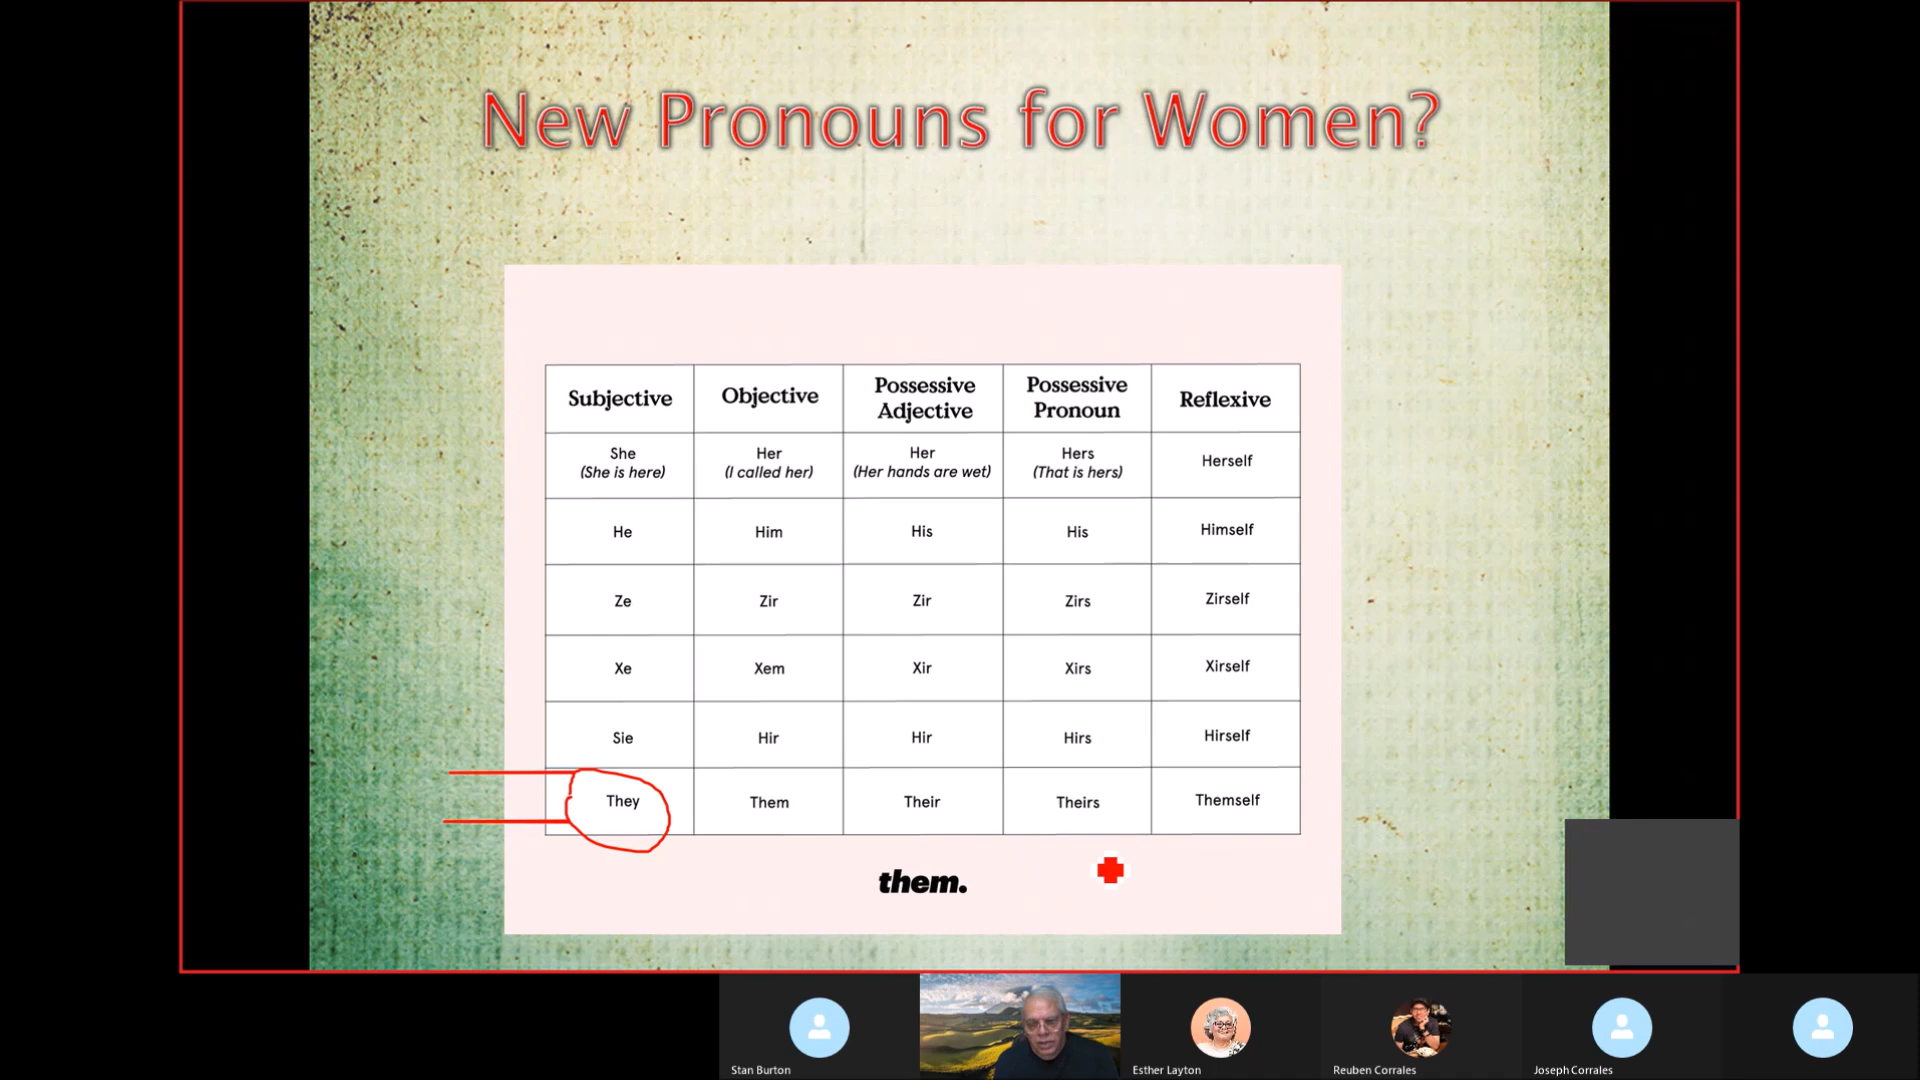 New Pronouns for Women?
Subjective Objective Possessive Adjective Possessive Pronoun Reflexive
She Her Her Hers Herself
(She is here) (I called her) (Her hands are wet) (That is hers)
He Him His His Himself
Ze Zir Zir Zirs Zirself
Xe Xem Xir Xirs Xirself
Sie Hir Hir Hirs Hirself
They Them Their Theirs Themself
them.
Stan Burton Esther Layton Reuben Corrales Joseph Corrales